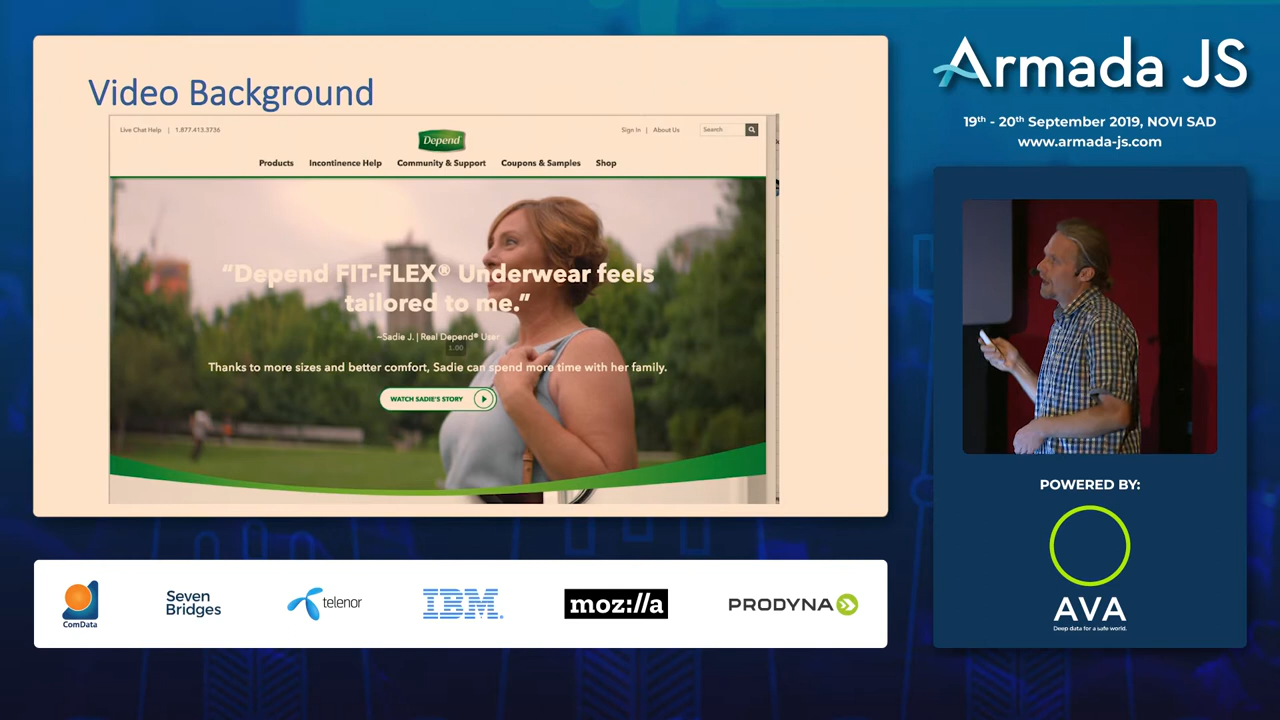 Video Background
Live Chat Help | 1.877.413.3736
Depend
Sign In | About Us
Search
Products
Incontinence Help
Community & Support
Coupons & Samples
Shop
“Depend FIT-FLEX® Underwear feels
tailored to me.”
–Sadie J. | Real Depend® User
1.00
Thanks to more sizes and better comfort, Sadie can spend more time with her family.
WATCH SADIE'S STORY
Armada JS
19th - 20th September 2019, NOVI SAD
www.armada-js.com
POWERED BY:
AVA
Deep data for a safe world.
ComData
Seven
Bridges
telenor
IBM
moz://a
PRODYNA